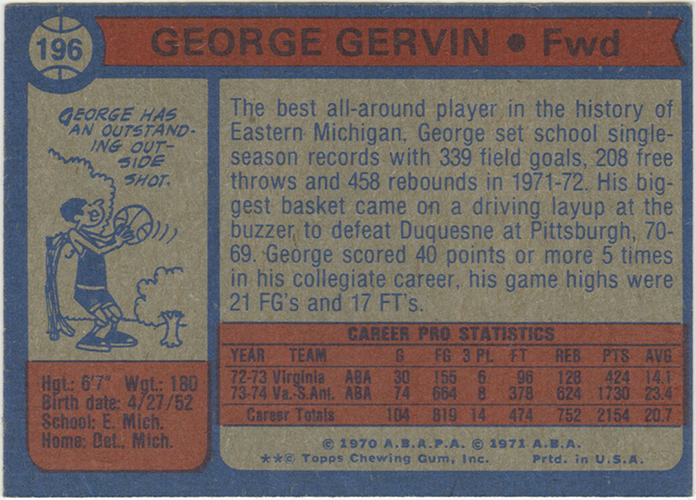 196
GEORGE GERVIN • Fwd
GEORGE HAS
AN OUTSTAND-
ING OUT-
SIDE
SHOT.
The best all-around player in the history of
Eastern Michigan, George set school single-
season records with 339 field goals, 208 free
throws and 458 rebounds in 1971-72. His big-
gest basket came on a driving layup at the
buzzer to defeat Duquesne at Pittsburgh, 70-
69. George scored 40 points or more 5 times
in his collegiate career, his game highs were
21 FG's and 17 FT's.
Hgt.: 6'7" Wgt.: 180
Birth date: 4/27/52
School: E. Mich.
Home: Det., Mich.
CAREER PRO STATISTICS
YEAR TEAM G FG 3 Pt. FT REB PTS AVG
72-73 Virginia ABA 30 155 6 96 128 424 14.1
73-74 Va.-S.Ant. ABA 74 664 8 378 624 1730 23.4
Career Totals 104 819 14 474 752 2154 20.7
© 1970 A.B.A.P.A. © 1971 A.B.A.
**© Topps Chewing Gum, Inc. Prtd. in U.S.A.